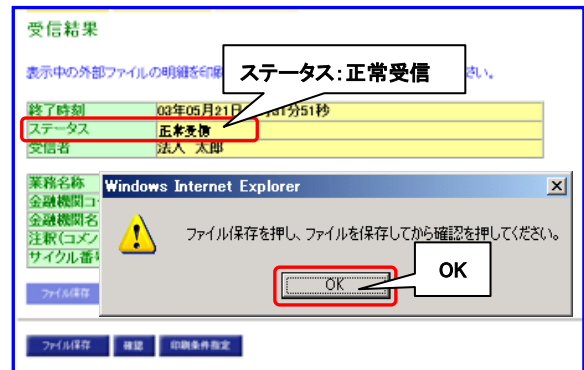 受信結果
表示中の外部ファイルの明細を印刷
さい。
ステータス:正常受信
終了時刻 03年05月21日 分51秒
ステータス 正常受信
受信者 法人 太郎
業務名称
金融機関コー
金融機関名
注釈(コメン
サイクル番号
Windows Internet Explorer
ファイル保存を押し、ファイルを保存してから確認を押してください。
OK
OK
ファイル保存
ファイル保存 確認 印刷条件指定